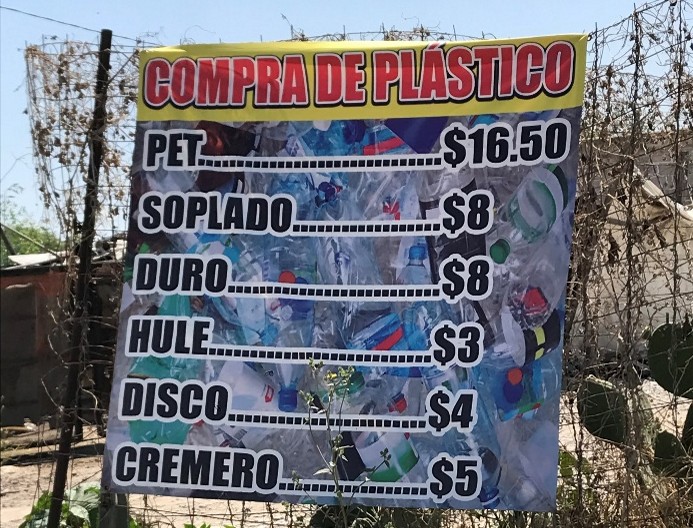 COMPRA DE PLÁSTICO
PET............................$16.50
SOPLADO.................$8
DURO........................$8
HULE.........................$3
DISCO......................$4
CREMERO.................$5